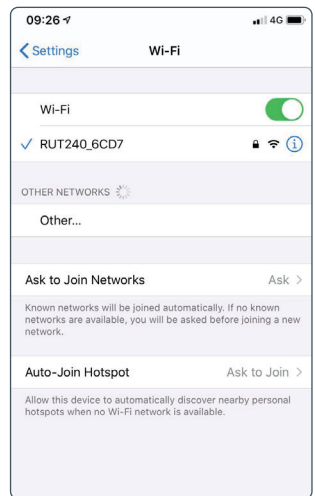 09:26
4G
Settings
Wi-Fi
Wi-Fi
RUT240_6CD7
OTHER NETWORKS
Other...
Ask to Join Networks Ask
Known networks will be joined automatically. If no known
networks are available, you will be asked before joining a new
network.
Auto-Join Hotspot Ask to Join
Allow this device to automatically discover nearby personal
hotspots when no Wi-Fi network is available.